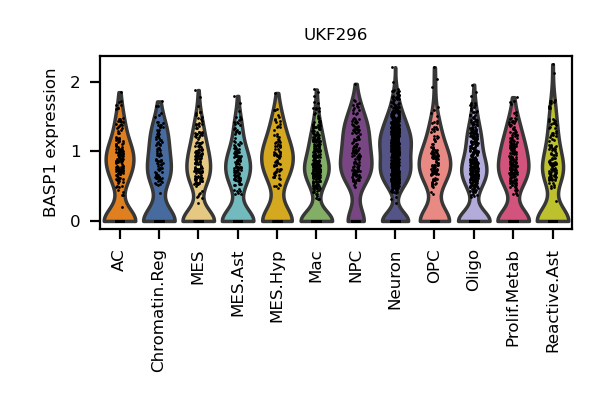 UKF296
BASP1 expression
2
1
0
AC
Chromatin.Reg
MES
MES.Ast
MES.Hyp
Mac
NPC
Neuron
OPC
Oligo
Prolif.Metab
Reactive.Ast